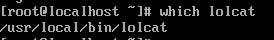 [root@localhost ~]# which lolcat
/usr/local/bin/lolcat